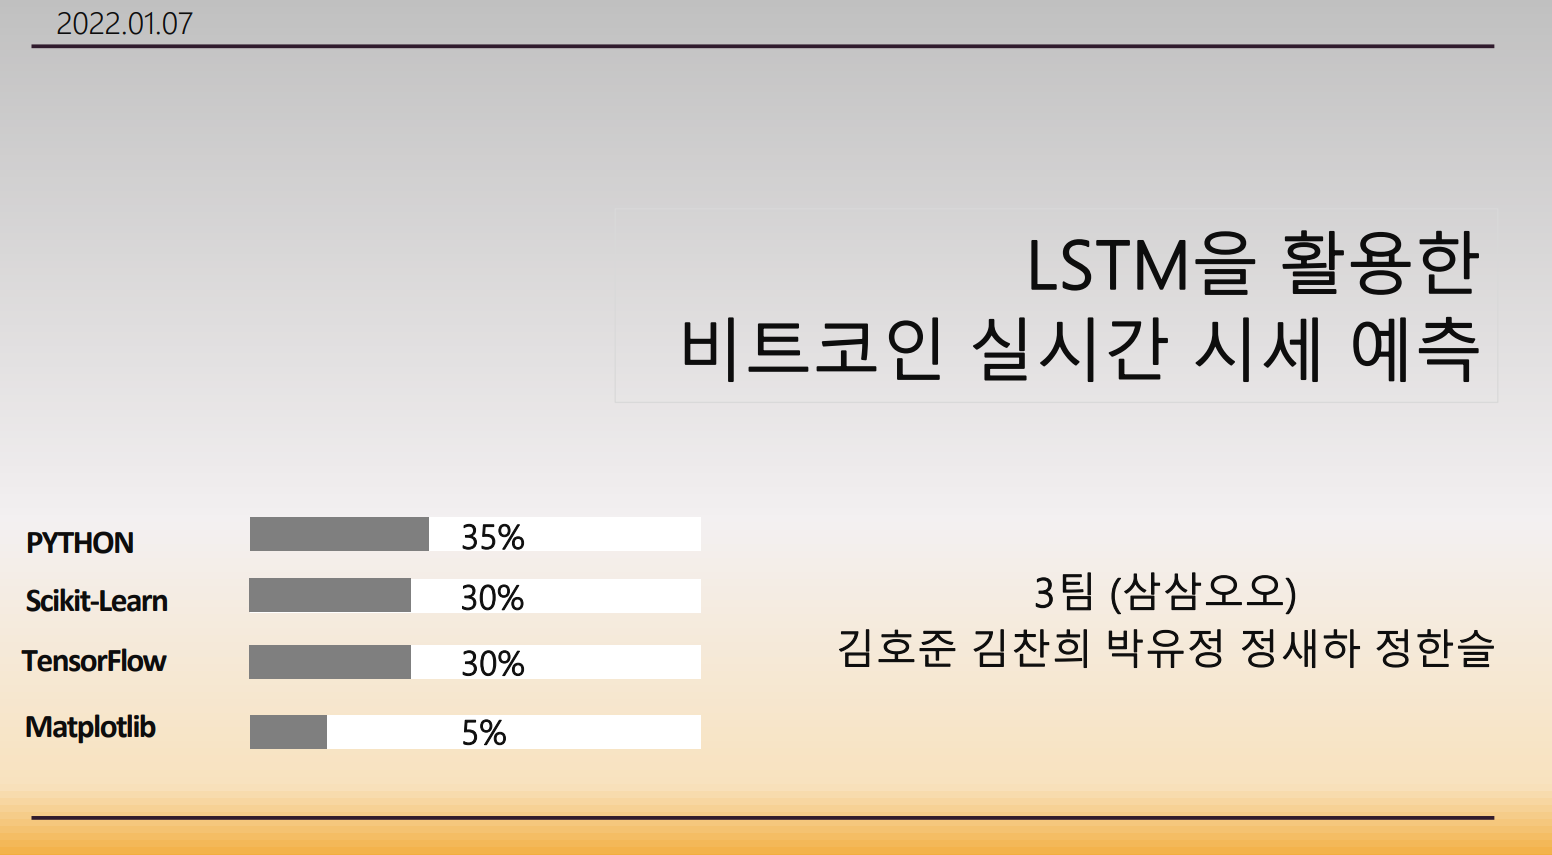 2022.01.07
LSTM을 활용한
비트코인 실시간 시세 예측
PYTHON 35%
Scikit-Learn 30%
TensorFlow 30%
Matplotlib 5%
3팀 (삼삼오오)
김호준 김찬희 박유정 정새하 정한슬